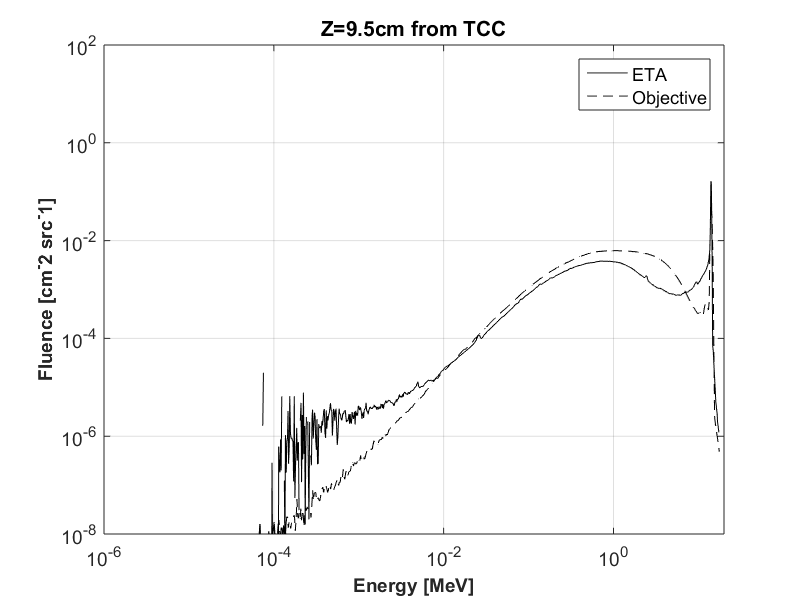 Z=9.5cm from TCC
10^2
10^0
10^-2
10^-4
10^-6
10^-8
Fluence [cm^-2 src^-1]
ETA
Objective
10^-6
10^-4
10^-2
10^0
Energy [MeV]